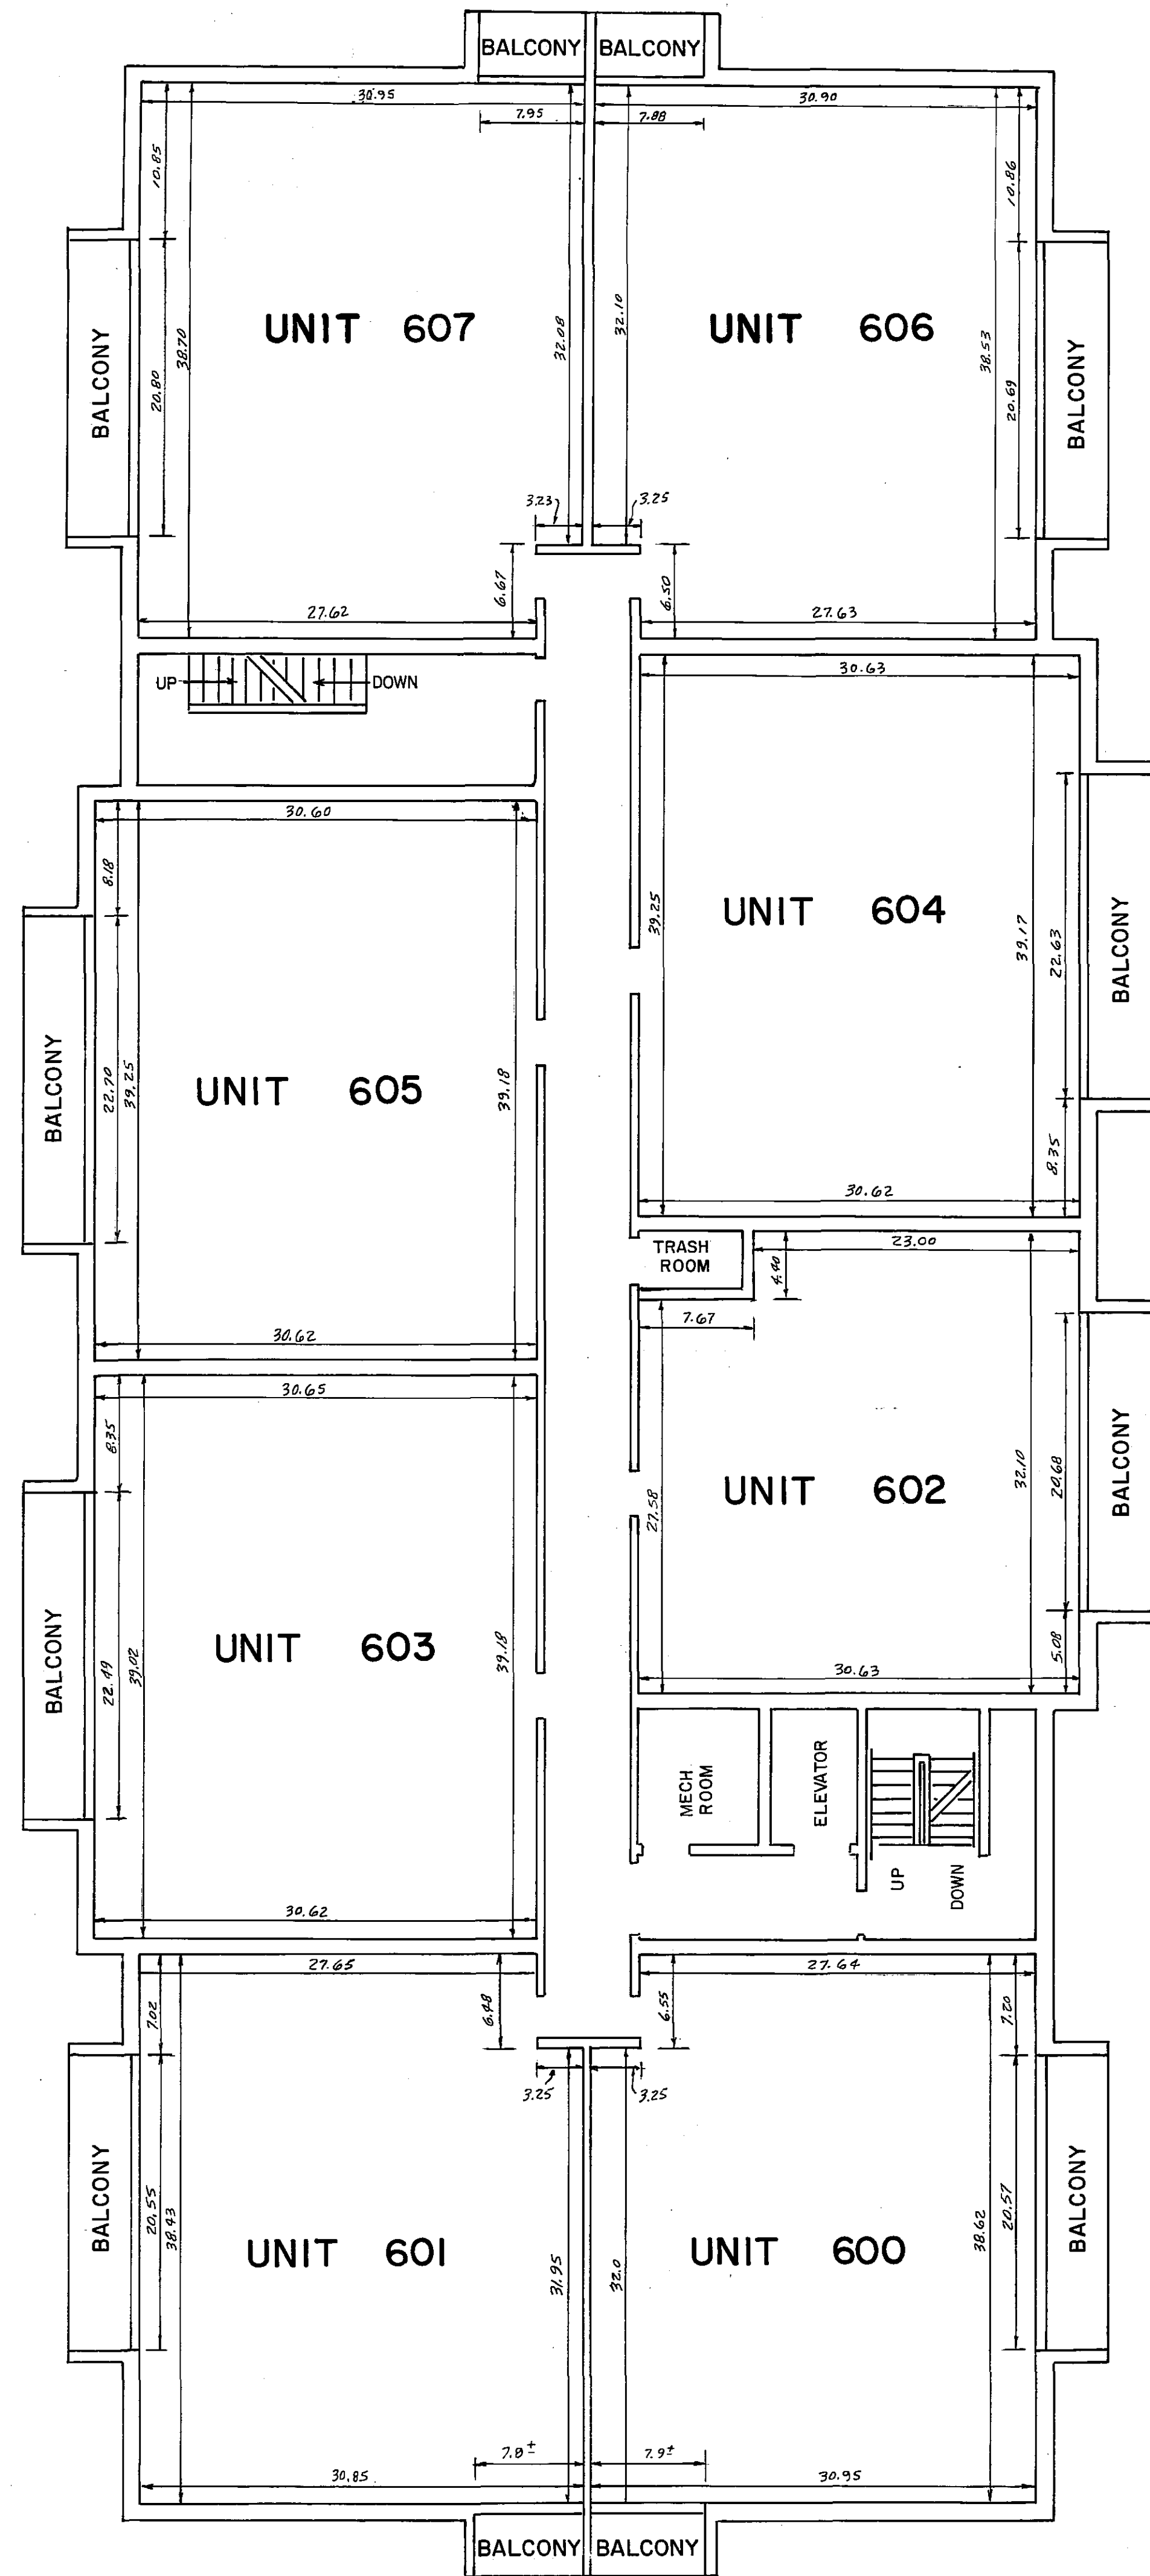 BALCONY BALCONY
30.95 30.90
7.95 7.88
10.85 10.86
UNIT 607 UNIT 606
38.70 32.08 32.10 38.53
BALCONY 20.80 20.69 BALCONY
3.23 3.25
6.67 6.50
27.62 27.63
UP DOWN
30.63
30.60
8.18
39.25 UNIT 604 39.17 22.63 BALCONY
BALCONY 22.70 39.25 UNIT 605 39.18
8.35
30.62
TRASH
ROOM
23.00
4.40
7.67
30.62
30.65
8.35
27.58 UNIT 602 32.10 20.68 BALCONY
BALCONY 22.49 39.02 UNIT 603 39.18
5.08
30.63
MECH.
ROOM
ELEVATOR
UP
DOWN
30.62
27.65 27.64
7.02 6.48 6.55 7.20
3.25 3.25
BALCONY 20.55 38.43 UNIT 601 31.95 32.0 UNIT 600 38.62 20.57 BALCONY
7.8± 7.9±
30.85 30.95
BALCONY BALCONY